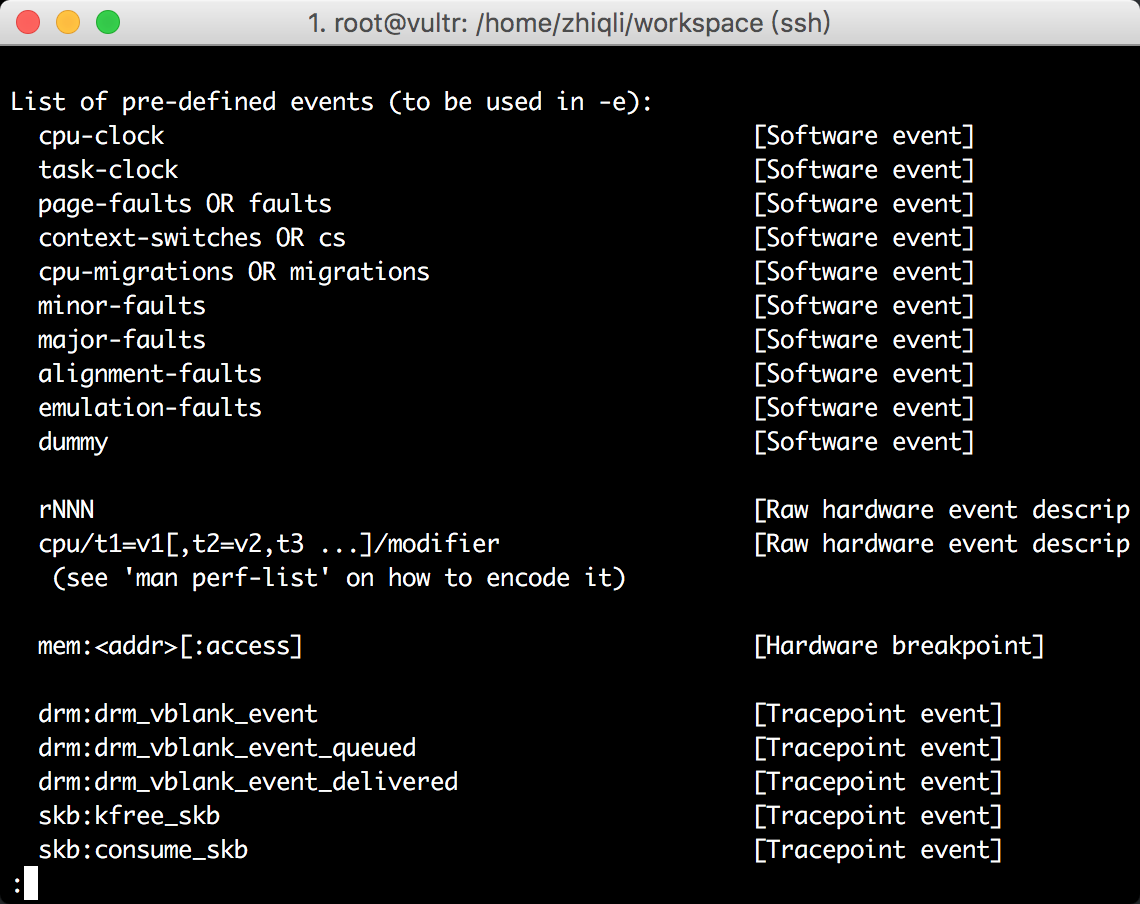 1. root@vultr: /home/zhiqli/workspace (ssh)
List of pre-defined events (to be used in -e):
cpu-clock [Software event]
task-clock [Software event]
page-faults OR faults [Software event]
context-switches OR cs [Software event]
cpu-migrations OR migrations [Software event]
minor-faults [Software event]
major-faults [Software event]
alignment-faults [Software event]
emulation-faults [Software event]
dummy [Software event]
rNNN [Raw hardware event descrip
cpu/t1=v1[,t2=v2,t3 ...]/modifier [Raw hardware event descrip
(see 'man perf-list' on how to encode it)
mem:<addr>[:access] [Hardware breakpoint]
drm:drm_vblank_event [Tracepoint event]
drm:drm_vblank_event_queued [Tracepoint event]
drm:drm_vblank_event_delivered [Tracepoint event]
skb:kfree_skb [Tracepoint event]
skb:consume_skb [Tracepoint event]
: